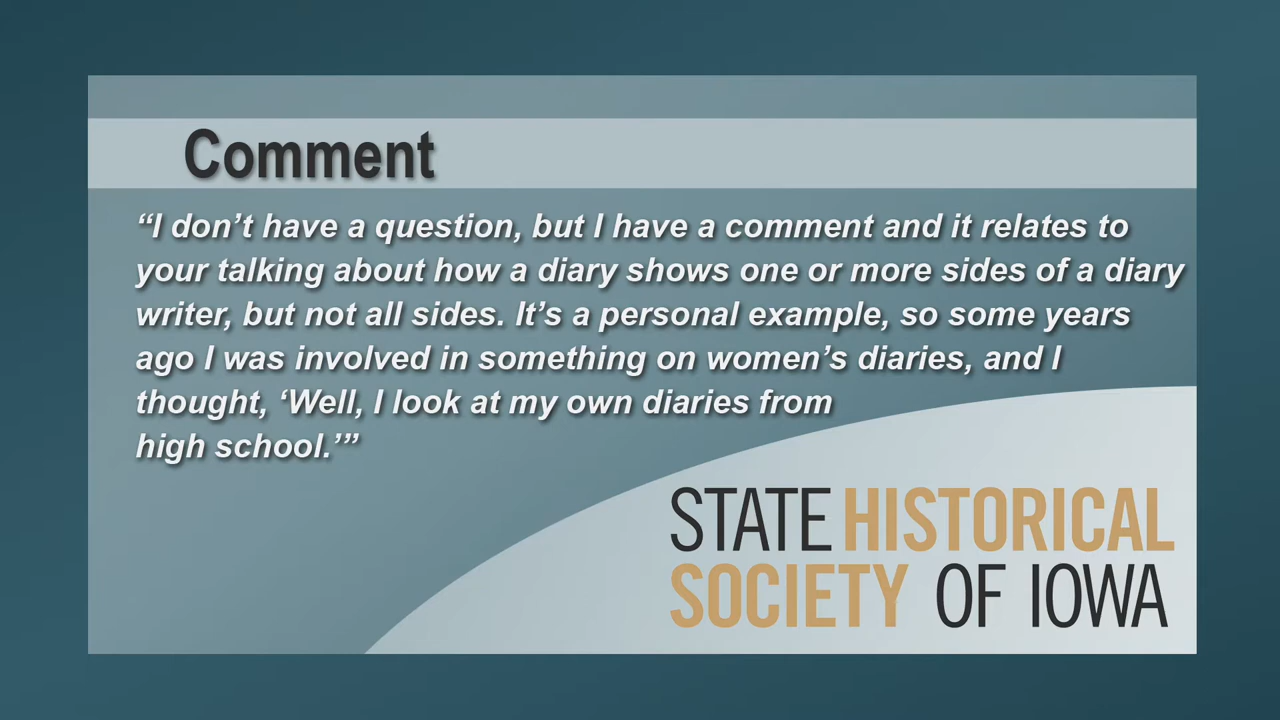 Comment
“I don’t have a question, but I have a comment and it relates to
your talking about how a diary shows one or more sides of a diary
writer, but not all sides. It’s a personal example, so some years
ago I was involved in something on women’s diaries, and I
thought, ‘Well, I look at my own diaries from
high school.’”
STATE HISTORICAL
SOCIETY OF IOWA